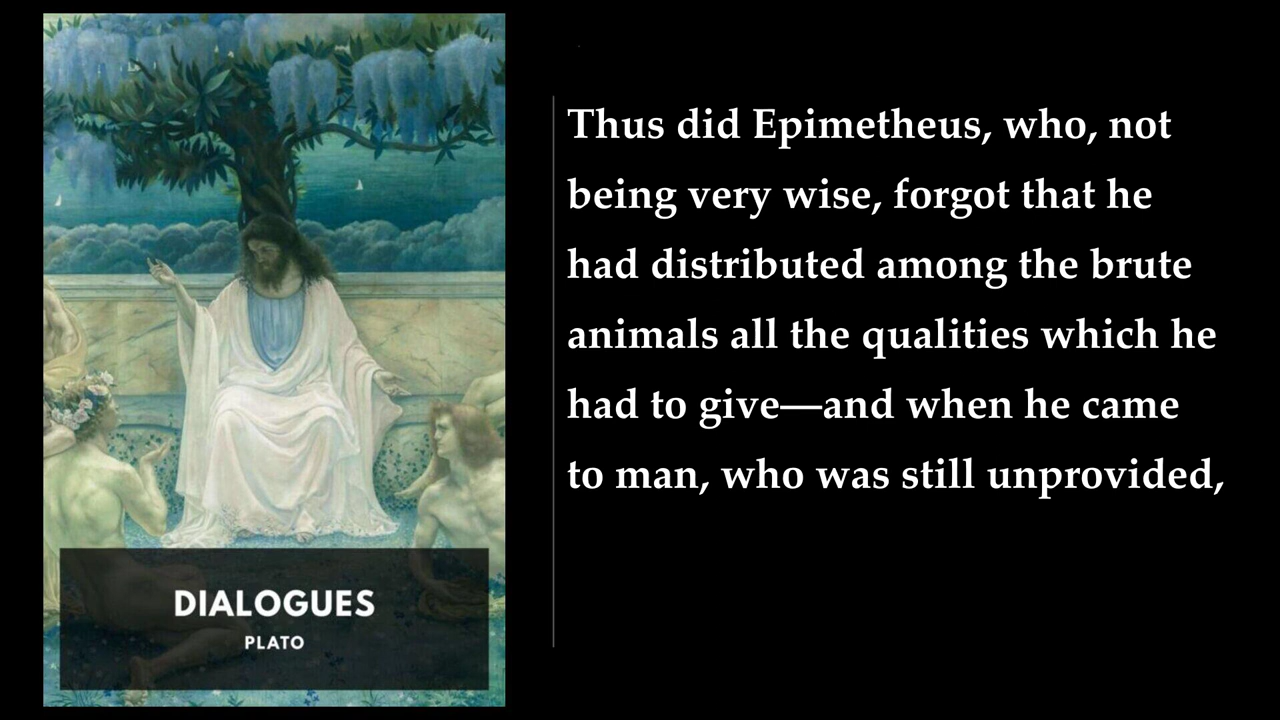 Thus did Epimetheus, who, not
being very wise, forgot that he
had distributed among the brute
animals all the qualities which he
had to give—and when he came
to man, who was still unprovided,
DIALOGUES
PLATO